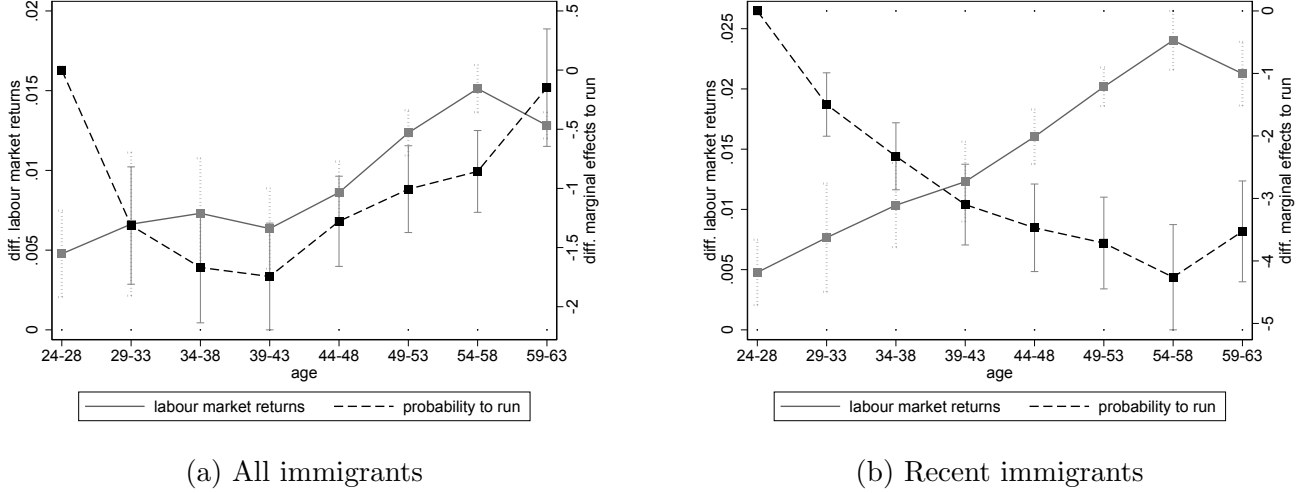 diff. labour market returns
0 .005 .01 .015 .02
.5 0 -.5 -1 -1.5 -2
diff. marginal effects to run
24-28 29-33 34-38 39-43 44-48 49-53 54-58 59-63
age
labour market returns probability to run
(a) All immigrants
diff. labour market returns
0 .005 .01 .015 .02 .025
0 -1 -2 -3 -4 -5
diff. marginal effects to run
24-28 29-33 34-38 39-43 44-48 49-53 54-58 59-63
age
labour market returns probability to run
(b) Recent immigrants